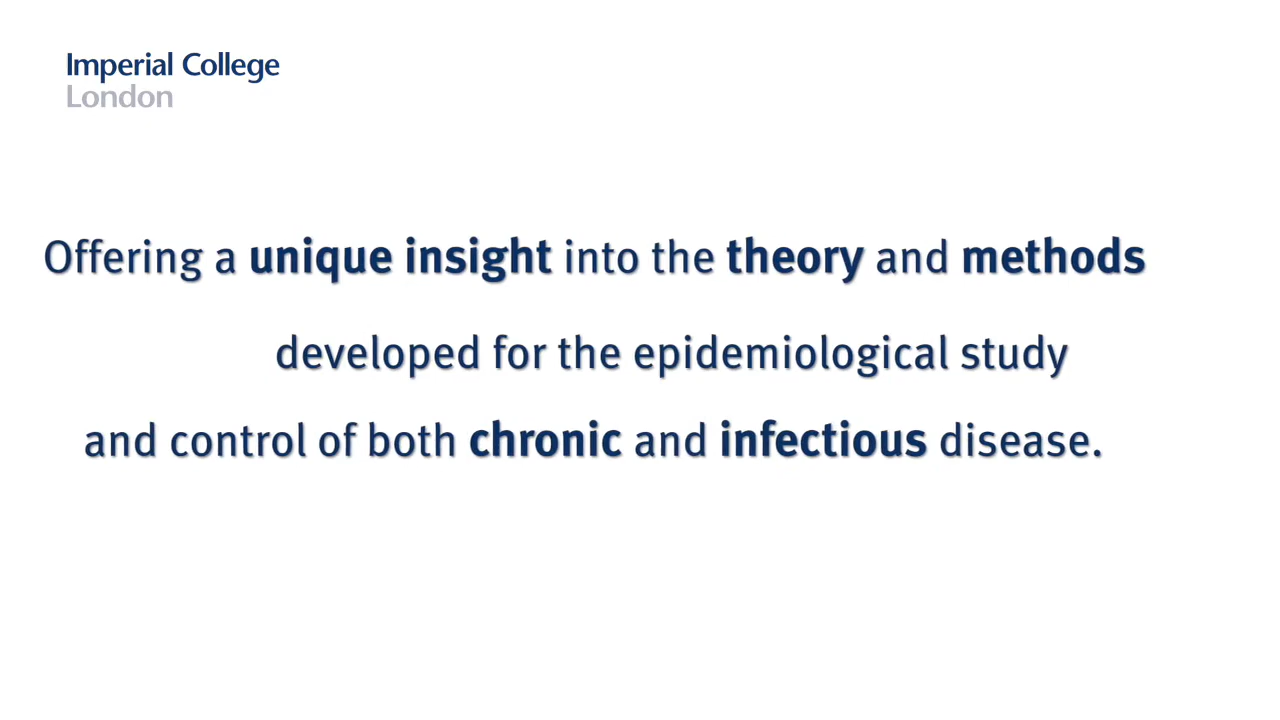 Imperial College
London
Offering a unique insight into the theory and methods
developed for the epidemiological study
and control of both chronic and infectious disease.